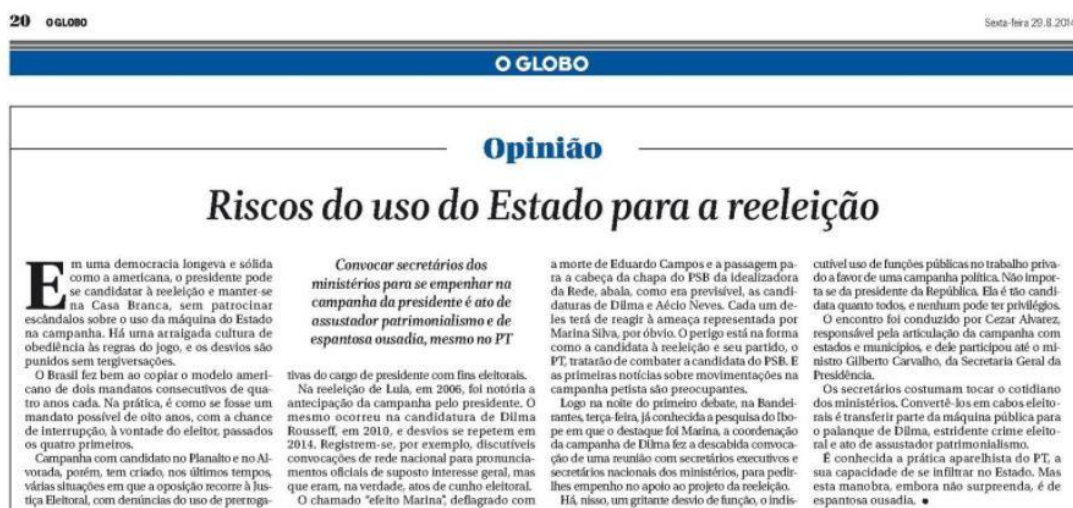 20 O GLOBO
Sexta-feira 29.8.2014
O GLOBO
Opinião
Riscos do uso do Estado para a reeleição
Em uma democracia longeva e sólida
como a americana, o presidente pode
se candidatar à reeleição e manter-se
na Casa Branca, sem patrocinar
escândalos sobre o uso da máquina do Estado
na campanha. Há uma arraigada cultura de
obediência às regras do jogo, e os desvios são
punidos sem tergiversações.
O Brasil fez bem ao copiar o modelo ameri-
cano de dois mandatos consecutivos de qua-
tro anos cada. Na prática, é como se fosse um
mandato possível de oito anos, com a chance
de interrupção, à vontade do eleitor, passados
os quatro primeiros.
Campanha com candidato no Planalto e no Al-
vorada, porém, tem criado, nos últimos tempos,
várias situações em que a oposição recorre à Jus-
tiça Eleitoral, com denúncias do uso de prerroga-
Convocar secretários dos
ministérios para se empenhar na
campanha da presidente é ato de
assustador patrimonialismo e de
espantosa ousadia, mesmo no PT
tivas do cargo de presidente com fins eleitorais.
Na reeleição de Lula, em 2006, foi notória a
antecipação da campanha pelo presidente. O
mesmo ocorreu na candidatura de Dilma
Rousseff, em 2010, e desvios se repetem em
2014. Registrem-se, por exemplo, discutíveis
convocações de rede nacional para pronuncia-
mentos oficiais de suposto interesse geral, mas
que eram, na verdade, atos de cunho eleitoral.
O chamado "efeito Marina", deflagrado com
a morte de Eduardo Campos e a passagem pa-
ra a cabeça da chapa do PSB da idealizadora
da Rede, abala, como era previsível, as candi-
daturas de Dilma e Aécio Neves. Cada um de-
les terá de reagir à ameaça representada por
Marina Silva, por óbvio. O perigo está na forma
como a candidata à reeleição e seu partido, o
PT, tratarão de combater a candidata do PSB. E
as primeiras notícias sobre movimentações na
campanha petista são preocupantes.
Logo na noite do primeiro debate, na Bandei-
rantes, terça-feira, já conhecida a pesquisa do Ibo-
pe em que o destaque foi Marina, a coordenação
da campanha de Dilma fez a descabida convoca-
ção de uma reunião com secretários executivos e
secretários nacionais dos ministérios, para pedir-
lhes empenho no apoio ao projeto da reeleição.
Há, nisso, um gritante desvio de função, o indis-
cutível uso de funções públicas no trabalho priva-
do a favor de uma campanha política. Não impor-
ta se da presidente da República. Ela é tão candi-
data quanto todos, e nenhum pode ter privilégios.
O encontro foi conduzido por Cezar Alvarez,
responsável pela articulação da campanha com
estados e municípios, e dele participou até o mi-
nistro Gilberto Carvalho, da Secretaria Geral da
Presidência.
Os secretários costumam tocar o cotidiano
dos ministérios. Convertê-los em cabos eleito-
rais é transferir parte da máquina pública para
o palanque de Dilma, estridente crime eleito-
ral e ato de assustador patrimonialismo.
É conhecida a prática aparelhista do PT, a
sua capacidade de se infiltrar no Estado. Mas
esta manobra, embora não surpreenda, é de
espantosa ousadia. •